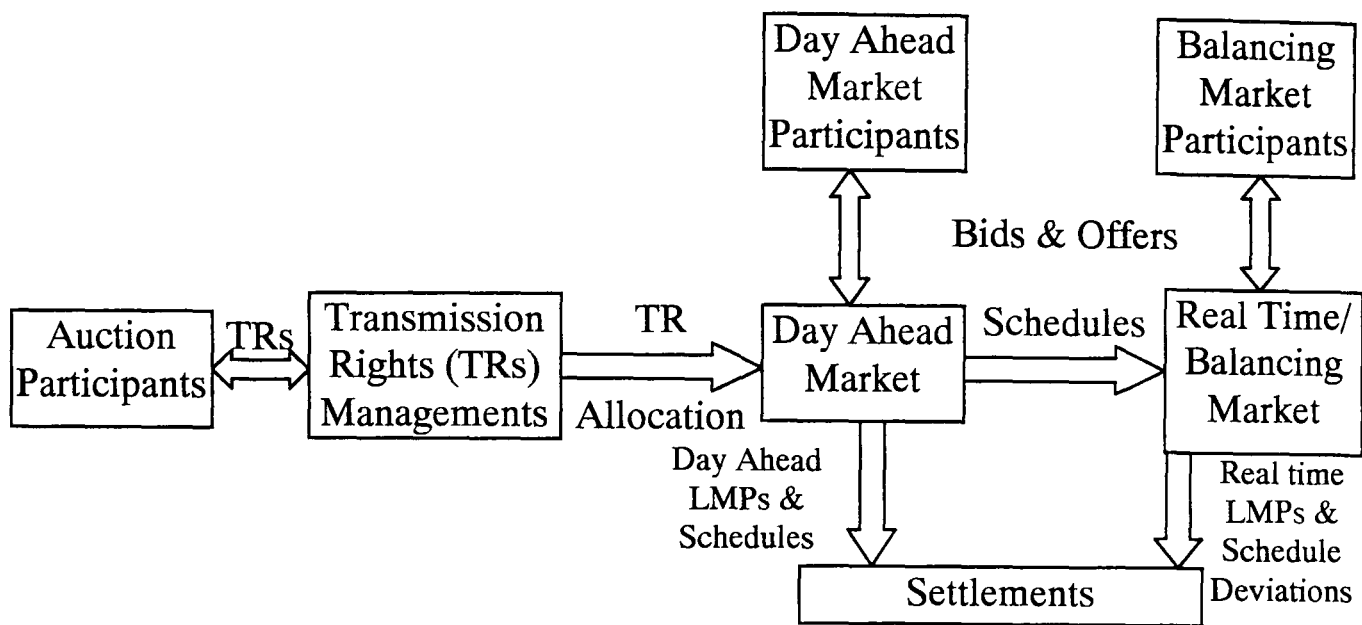 Day Ahead
Market
Participants
Balancing
Market
Participants
Bids & Offers
Auction
Participants
TRs
Transmission
Rights (TRs)
Managements
TR
Allocation
Day Ahead
Market
Schedules
Real Time/
Balancing
Market
Day Ahead
LMPs &
Schedules
Real time
LMPs &
Schedule
Deviations
Settlements